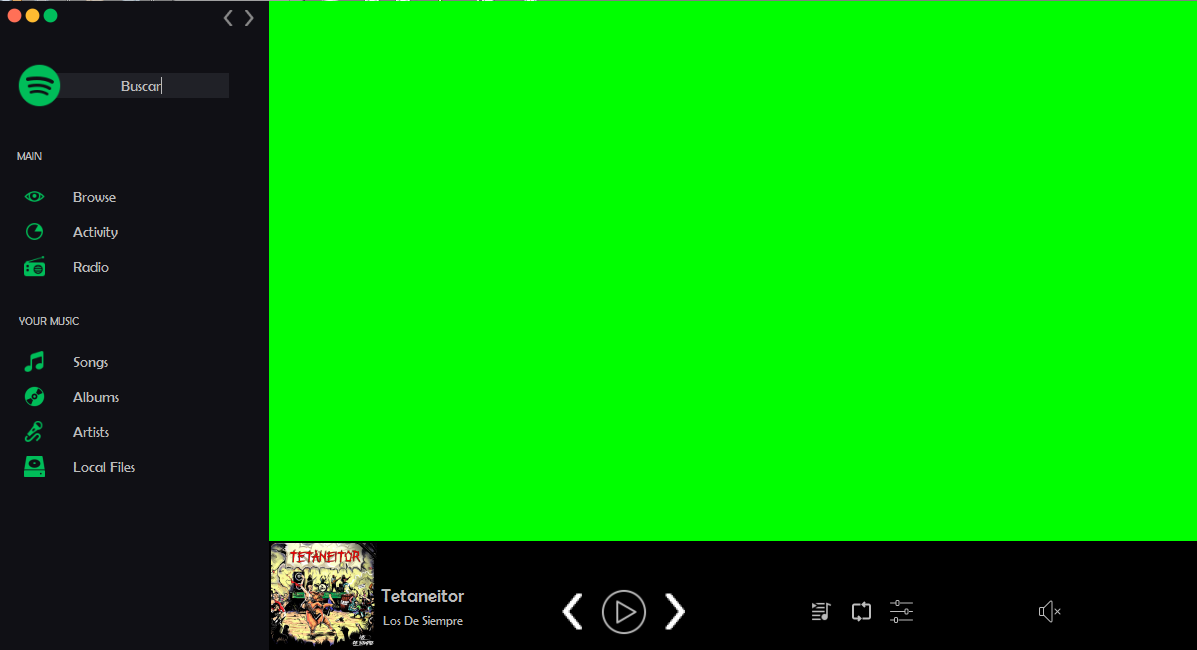 Buscar
MAIN
Browse
Activity
Radio
YOUR MUSIC
Songs
Albums
Artists
Local Files
TETANEITOR
Tetaneitor
Los De Siempre